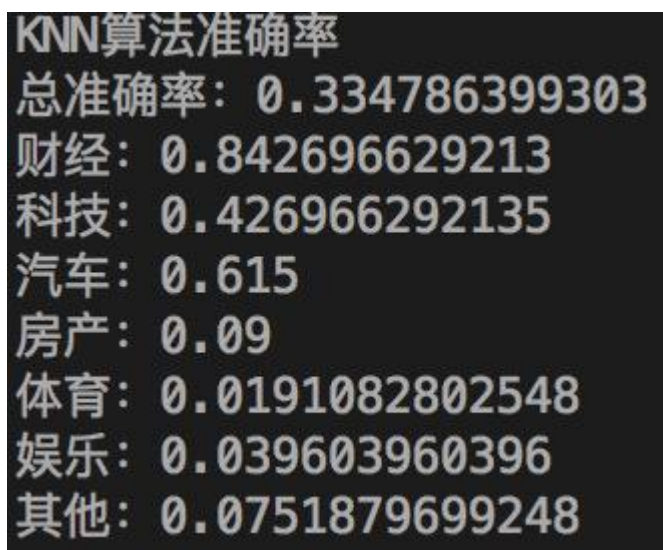 KNN算法准确率
总准确率：0.334786399303
财经：0.842696629213
科技：0.426966292135
汽车：0.615
房产：0.09
体育：0.0191082802548
娱乐：0.039603960396
其他：0.0751879699248